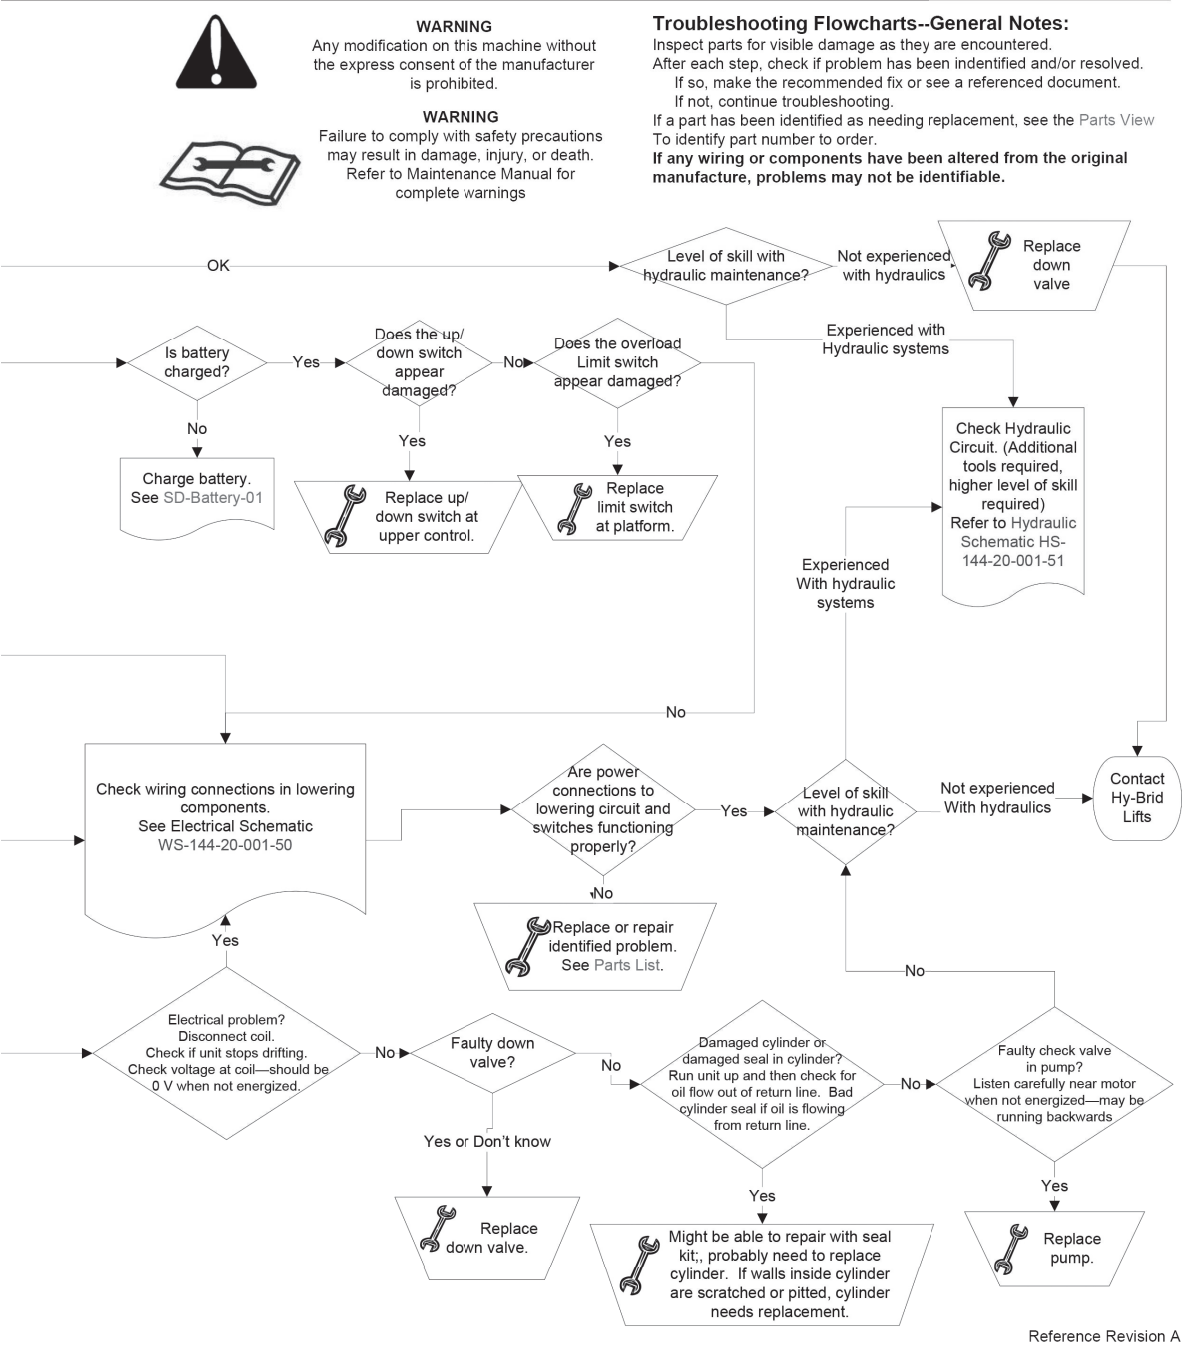 WARNING
Any modification on this machine without
the express consent of the manufacturer
is prohibited.
WARNING
Failure to comply with safety precautions
may result in damage, injury, or death.
Refer to Maintenance Manual for
complete warnings
Troubleshooting Flowcharts--General Notes:
Inspect parts for visible damage as they are encountered.
After each step, check if problem has been indentified and/or resolved.
If so, make the recommended fix or see a referenced document.
If not, continue troubleshooting.
If a part has been identified as needing replacement, see the Parts View
To identify part number to order.
If any wiring or components have been altered from the original
manufacture, problems may not be identifiable.
OK
Level of skill with
hydraulic maintenance?
Not experienced
with hydraulics
Replace
down
valve
Experienced with
Hydraulic systems
Is battery
charged?
Yes
Does the up/
down switch
appear
damaged?
No
Does the overload
Limit switch
appear damaged?
No
Yes
Yes
Charge battery.
See SD-Battery-01
Replace up/
down switch at
upper control.
Replace
limit switch
at platform.
Check Hydraulic
Circuit. (Additional
tools required,
higher level of skill
required)
Refer to Hydraulic
Schematic HS-
144-20-001-51
Experienced
With hydraulic
systems
No
Check wiring connections in lowering
components.
See Electrical Schematic
WS-144-20-001-50
Are power
connections to
lowering circuit and
switches functioning
properly?
Yes
Level of skill
with hydraulic
maintenance?
Not experienced
With hydraulics
Contact
Hy-Brid
Lifts
No
Replace or repair
identified problem.
See Parts List.
Yes
No
Electrical problem?
Disconnect coil.
Check if unit stops drifting.
Check voltage at coil—should be
0 V when not energized.
No
Faulty down
valve?
No
Damaged cylinder or
damaged seal in cylinder?
Run unit up and then check for
oil flow out of return line. Bad
cylinder seal if oil is flowing
from return line.
No
Faulty check valve
in pump?
Listen carefully near motor
when not energized—may be
running backwards
Yes or Don't know
Yes
Yes
Replace
down valve.
Might be able to repair with seal
kit;, probably need to replace
cylinder. If walls inside cylinder
are scratched or pitted, cylinder
needs replacement.
Replace
pump.
Reference Revision A